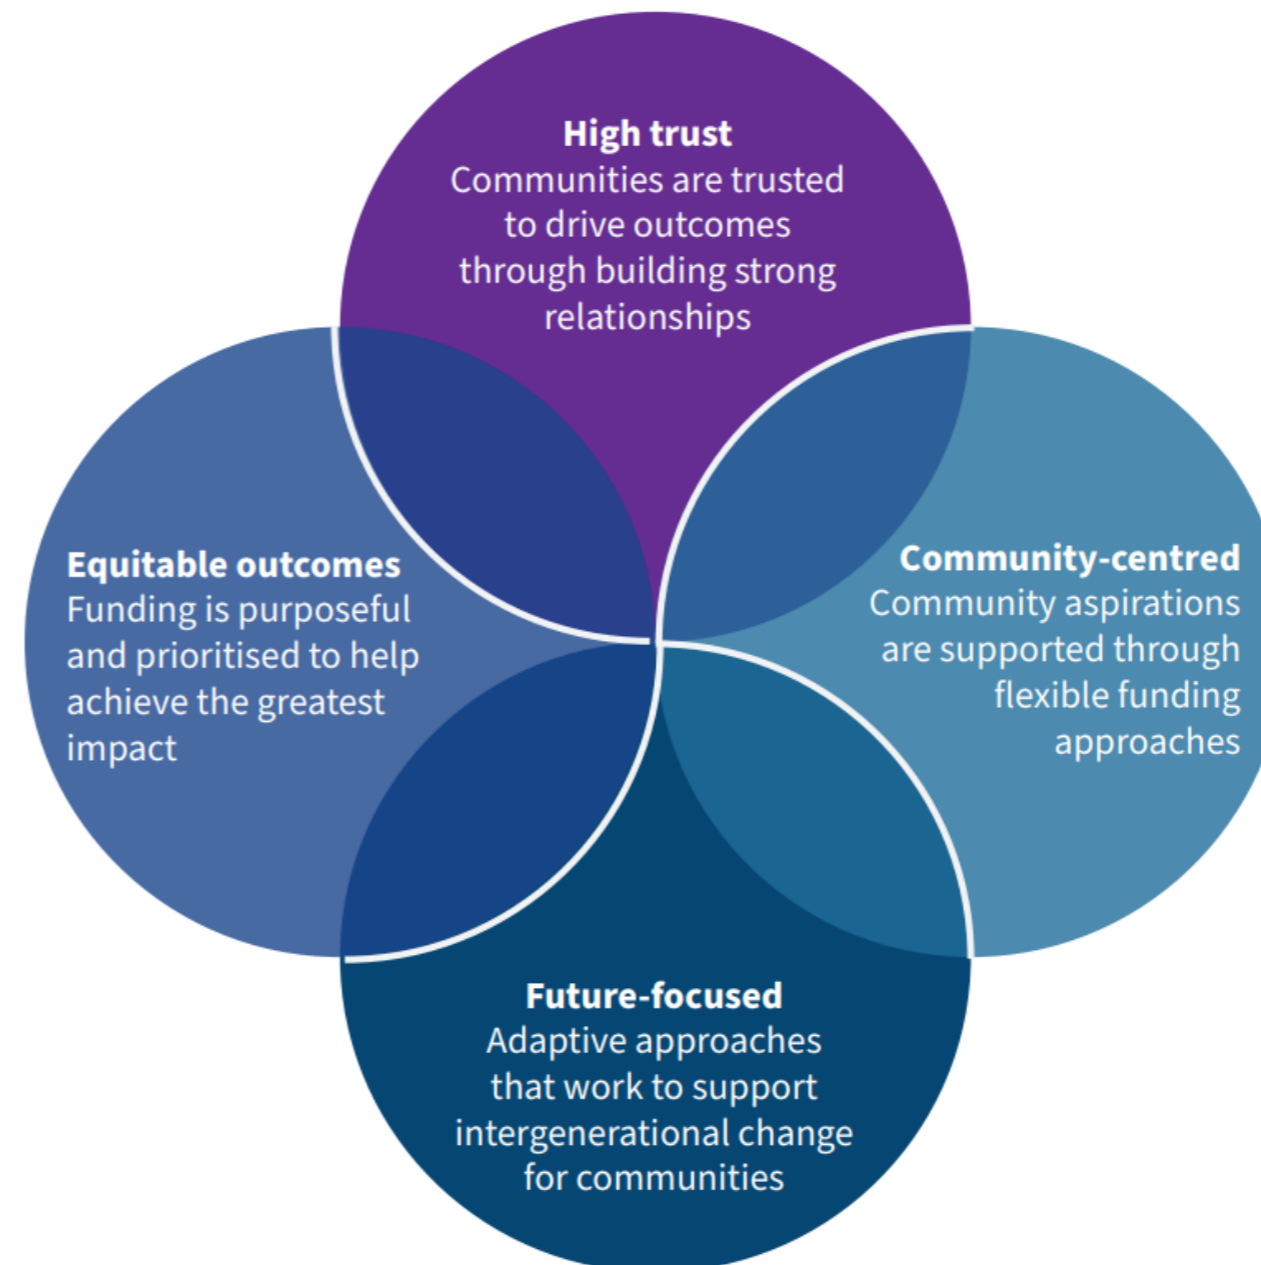 High trust
Communities are trusted
to drive outcomes
through building strong
relationships
Equitable outcomes
Funding is purposeful
and prioritised to help
achieve the greatest
impact
Community-centred
Community aspirations
are supported through
flexible funding
approaches
Future-focused
Adaptive approaches
that work to support
intergenerational change
for communities